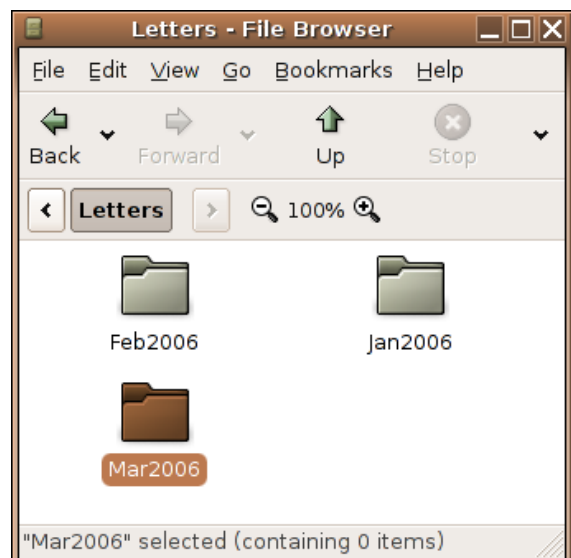 Letters - File Browser
File Edit View Go Bookmarks Help
Back Forward Up Stop
Letters 100%
Feb2006 Jan2006
Mar2006
"Mar2006" selected (containing 0 items)